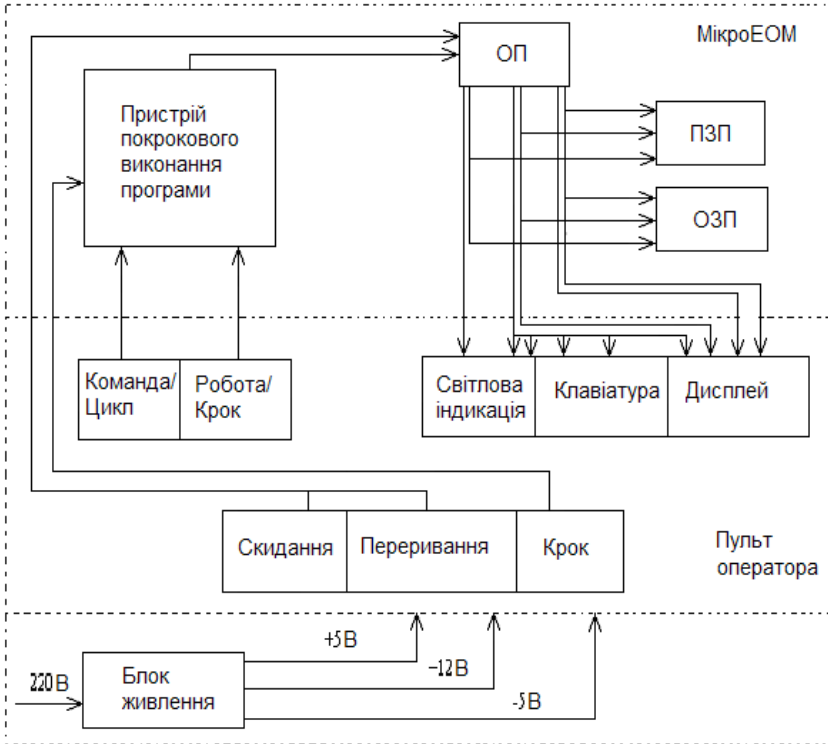 МікроЕОМ
ОП
Пристрій
покрокового
виконання
програми
ПЗП
ОЗП
Команда/
Цикл
Робота/
Крок
Світлова
індикація
Клавіатура
Дисплей
Скидання
Переривання
Крок
Пульт
оператора
+5В
−12В
-5В
220В
Блок
живлення